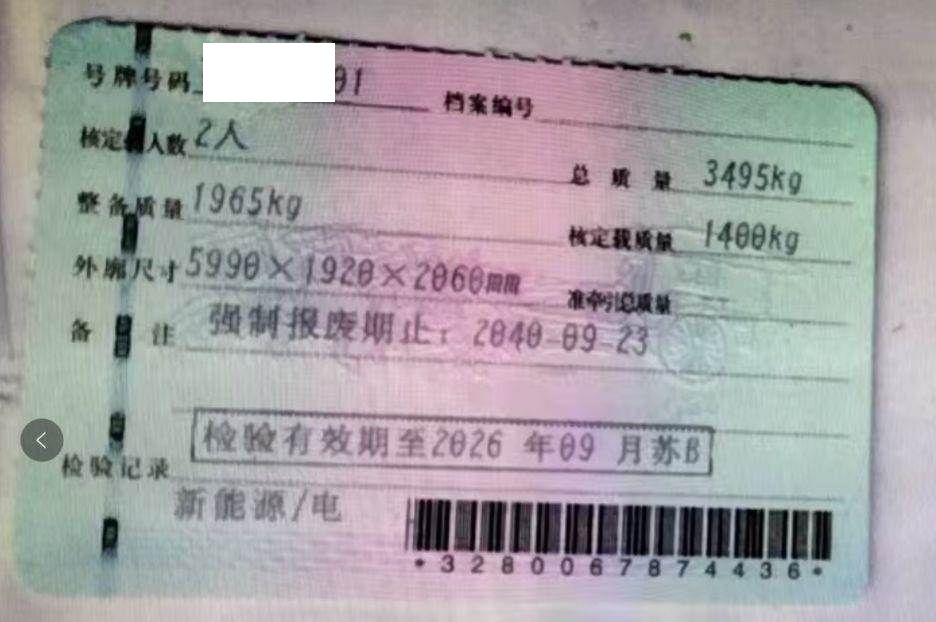 号牌号码 01 档案编号
核定载人数 2人
总质量 3495kg
整备质量 1965kg
核定载质量 1400kg
外廓尺寸 5990×1920×2060mm
准牵引总质量 --
备注 强制报废期止：2040-09-23
检验有效期至2026 年09 月苏B
检验记录
新能源/电
*3280067874436*